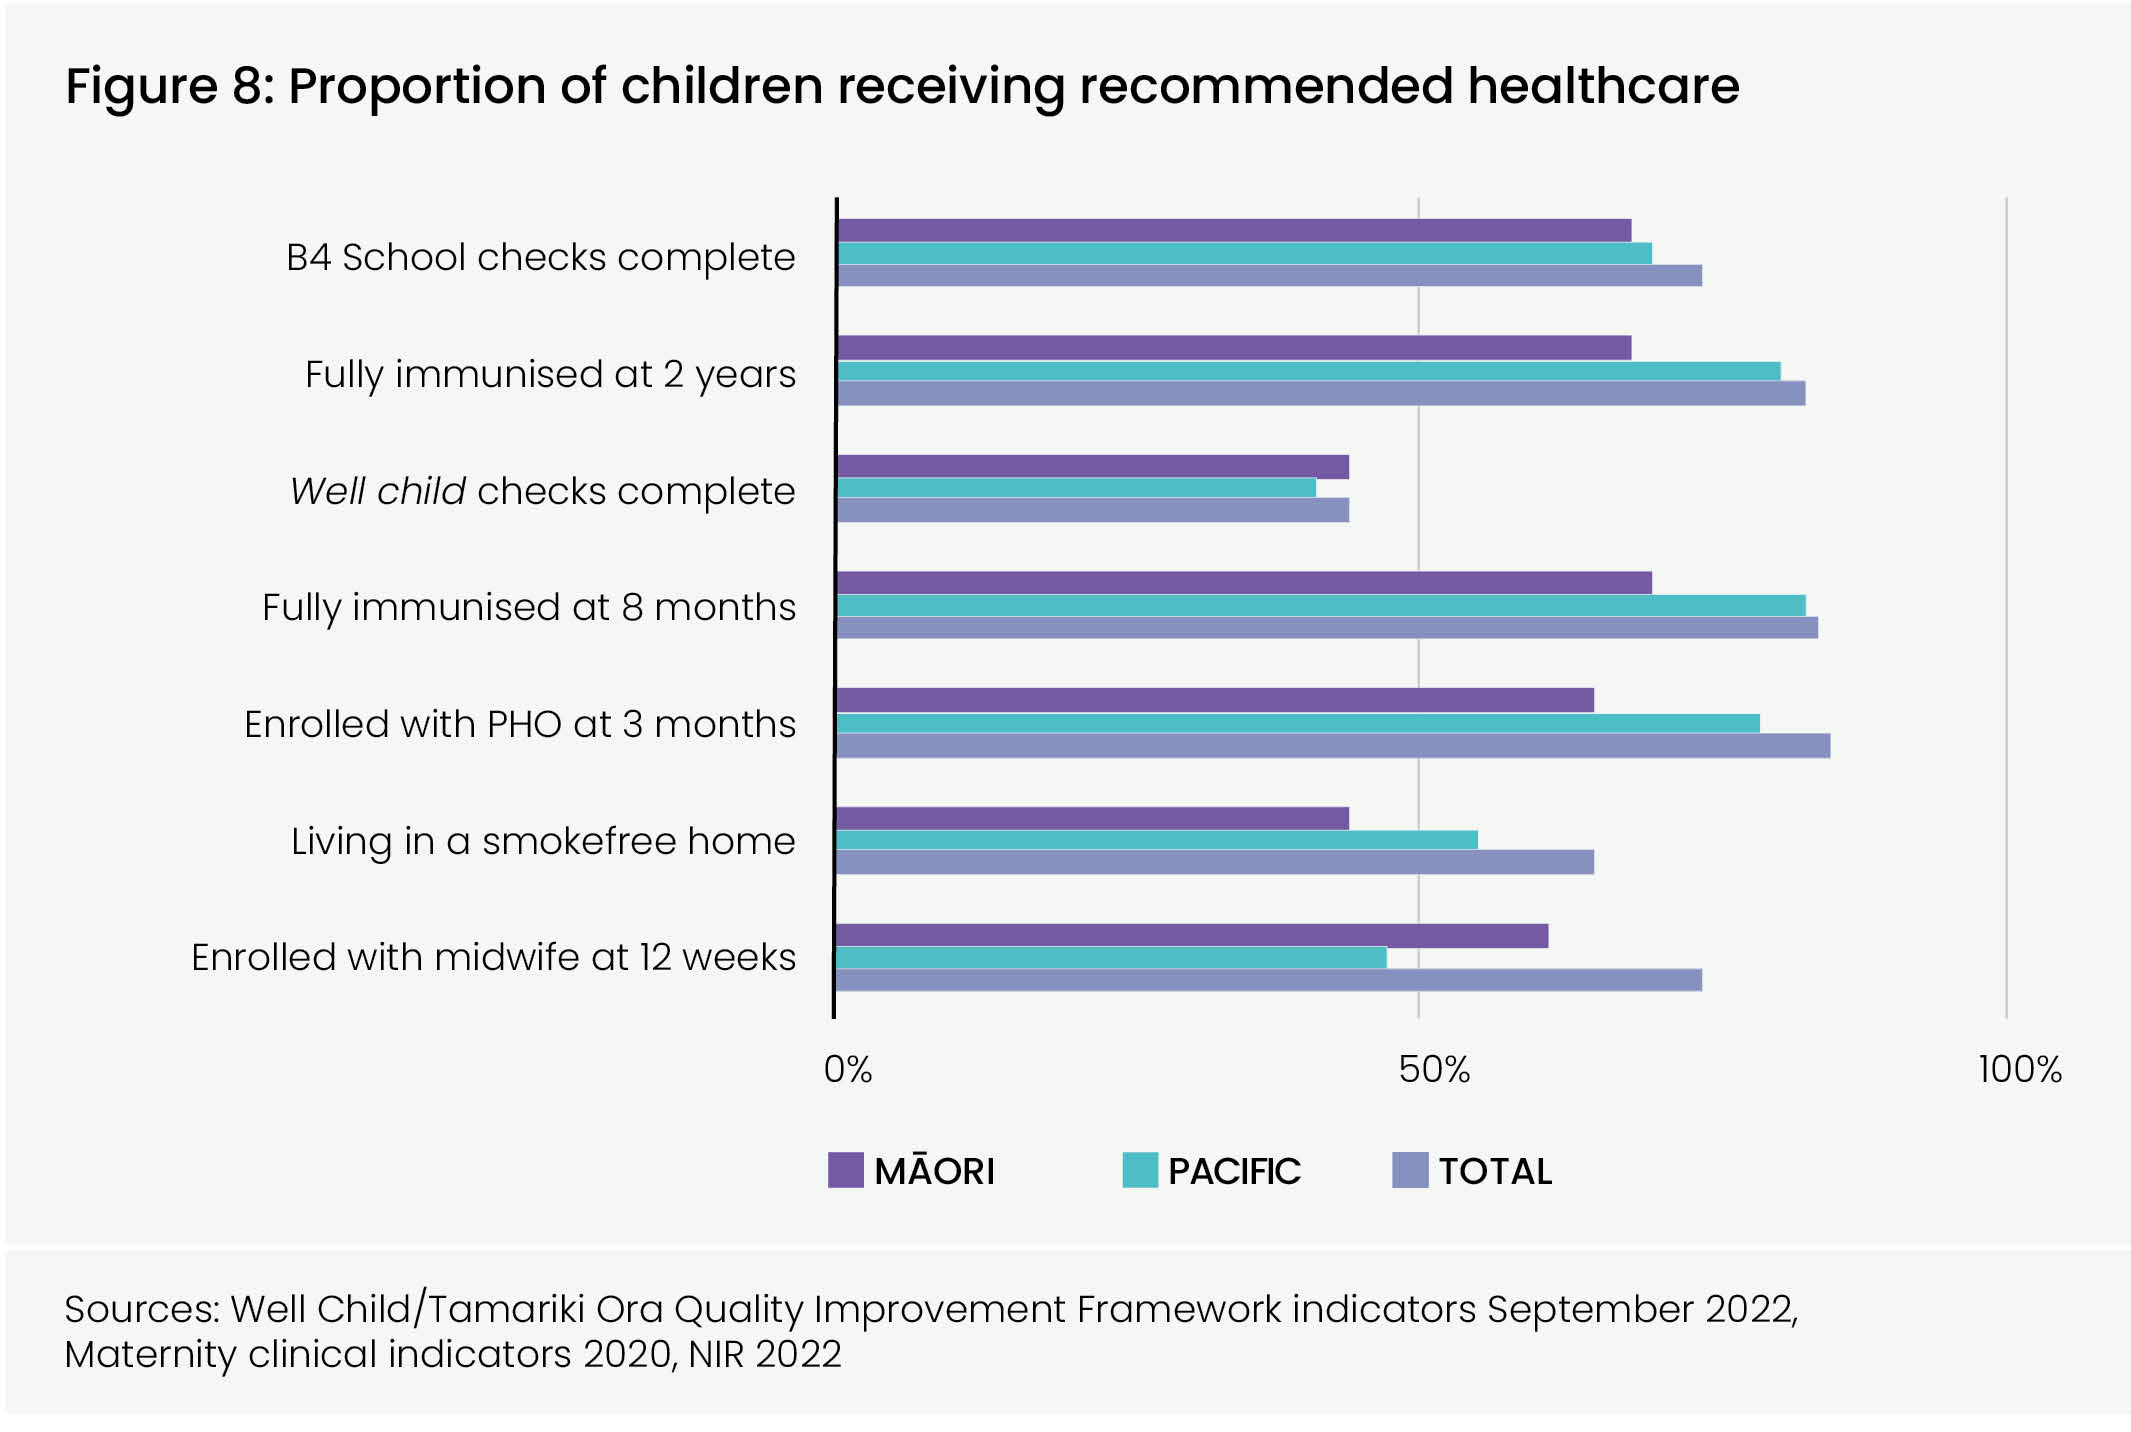 Figure 8: Proportion of children receiving recommended healthcare
B4 School checks complete
Fully immunised at 2 years
Well child checks complete
Fully immunised at 8 months
Enrolled with PHO at 3 months
Living in a smokefree home
Enrolled with midwife at 12 weeks
0% 50% 100%
MĀORI PACIFIC TOTAL
Sources: Well Child/Tamariki Ora Quality Improvement Framework indicators September 2022,
Maternity clinical indicators 2020, NIR 2022